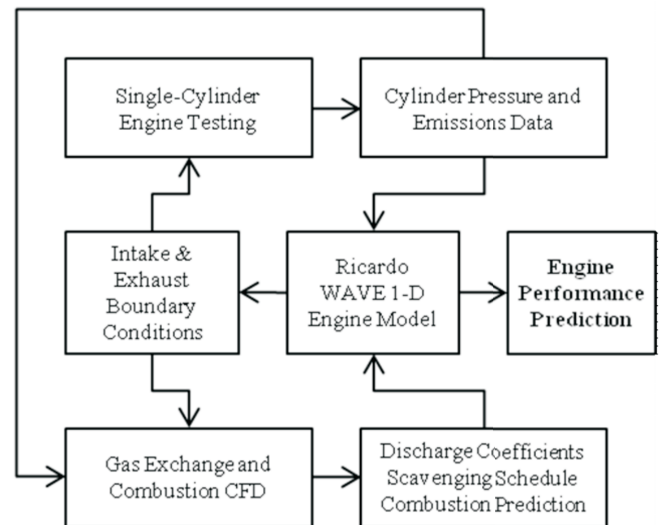 Single-Cylinder
Engine Testing
Cylinder Pressure and
Emissions Data
Intake &
Exhaust
Boundary
Conditions
Ricardo
WAVE 1-D
Engine Model
Engine
Performance
Prediction
Gas Exchange and
Combustion CFD
Discharge Coefficients
Scavenging Schedule
Combustion Prediction